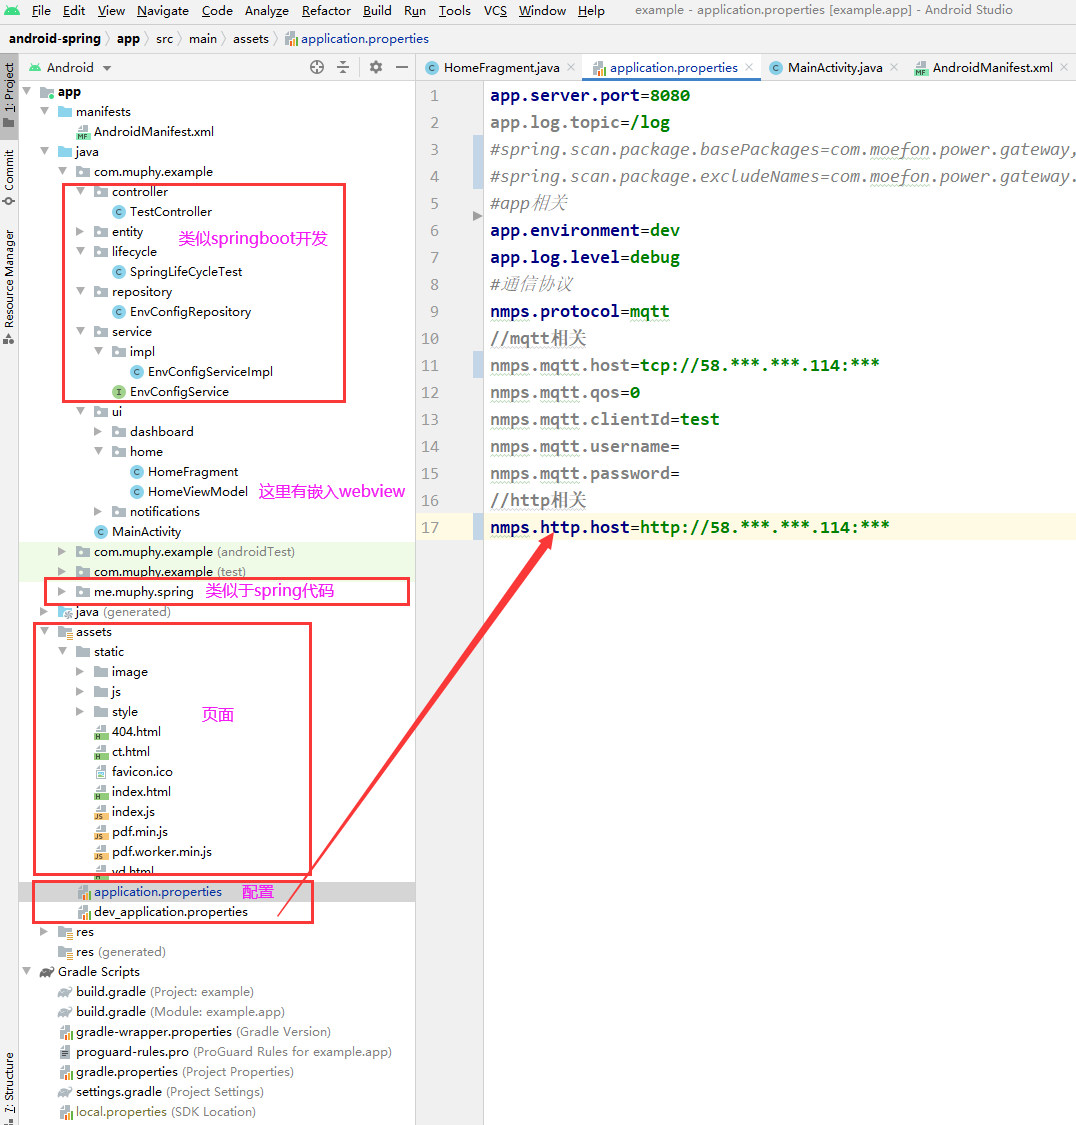 File Edit View Navigate Code Analyze Refactor Build Run Tools VCS Window Help example - application.properties [example.app] - Android Studio
android-spring app src main assets application.properties
Android
HomeFragment.java application.properties MainActivity.java AndroidManifest.xml
1: Project
Commit
Resource Manager
7: Structure
app
manifests
AndroidManifest.xml
java
com.muphy.example
controller
TestController
entity
类似springboot开发
lifecycle
SpringLifeCycleTest
repository
EnvConfigRepository
service
impl
EnvConfigServiceImpl
EnvConfigService
ui
dashboard
home
HomeFragment
HomeViewModel 这里有嵌入webview
notifications
MainActivity
com.muphy.example (androidTest)
com.muphy.example (test)
me.muphy.spring 类似于spring代码
java (generated)
assets
static
image
js
style
页面
404.html
ct.html
favicon.ico
index.html
index.js
pdf.min.js
pdf.worker.min.js
vd.html
application.properties 配置
dev_application.properties
res
res (generated)
Gradle Scripts
build.gradle (Project: example)
build.gradle (Module: example.app)
gradle-wrapper.properties (Gradle Version)
proguard-rules.pro (ProGuard Rules for example.app)
gradle.properties (Project Properties)
settings.gradle (Project Settings)
local.properties (SDK Location)
1 app.server.port=8080
2 app.log.topic=/log
3 #spring.scan.package.basePackages=com.moefon.power.gateway,
4 #spring.scan.package.excludeNames=com.moefon.power.gateway.
5 #app相关
6 app.environment=dev
7 app.log.level=debug
8 #通信协议
9 nmps.protocol=mqtt
10 //mqtt相关
11 nmps.mqtt.host=tcp://58.***.***.114:***
12 nmps.mqtt.qos=0
13 nmps.mqtt.clientId=test
14 nmps.mqtt.username=
15 nmps.mqtt.password=
16 //http相关
17 nmps.http.host=http://58.***.***.114:***